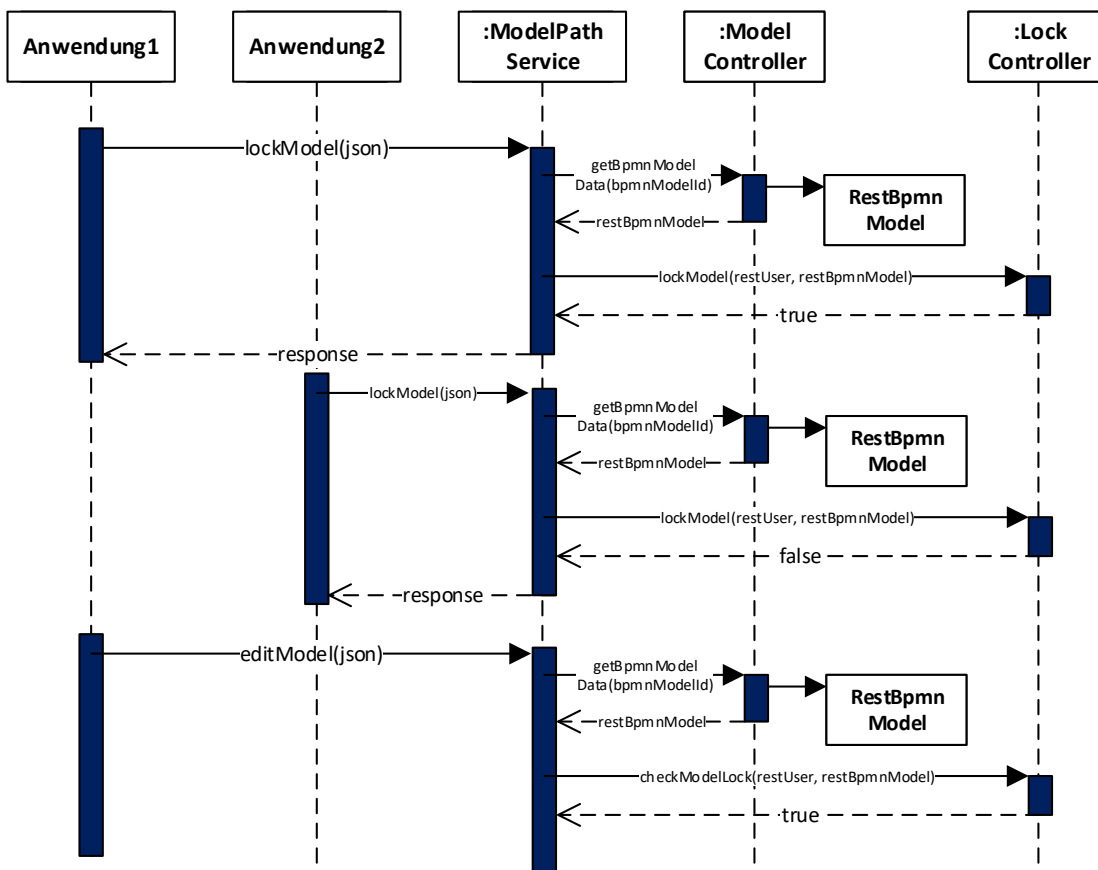 Anwendung1
Anwendung2
:ModelPath
Service
:Model
Controller
:Lock
Controller
lockModel(json)
getBpmnModel
Data(bpmnModelId)
RestBpmn
Model
restBpmnModel
lockModel(restUser, restBpmnModel)
true
response
lockModel(json)
getBpmnModel
Data(bpmnModelId)
RestBpmn
Model
restBpmnModel
lockModel(restUser, restBpmnModel)
false
response
editModel(json)
getBpmnModel
Data(bpmnModelId)
RestBpmn
Model
restBpmnModel
checkModelLock(restUser, restBpmnModel)
true